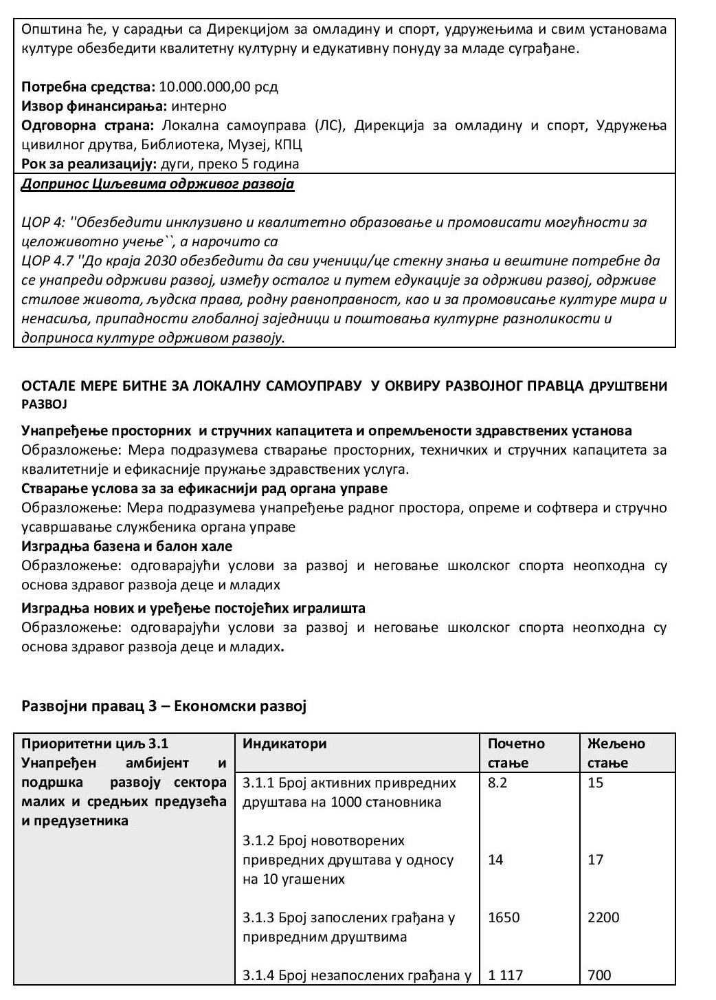 Општина ће, у сарадњи са Дирекцијом за омладину и спорт, удружењима и свим установама
културе обезбедити квалитетну културну и едукативну понуду за младе суграђане.
Потребна средства: 10.000.000,00 рсд
Извор финансирања: интерно
Одговорна страна: Локална самоуправа (ЛС), Дирекција за омладину и спорт, Удружења
цивилног друтва, Библиотека, Музеј, КПЦ
Рок за реализацију: дуги, преко 5 година
Допринос Циљевима одрживог развоја
ЦОР 4: ''Обезбедити инклузивно и квалитетно образовање и промовисати могућности за
целоживотно учење``, а нарочито са
ЦОР 4.7 ''До краја 2030 обезбедити да сви ученици/це стекну знања и вештине потребне да
се унапреди одрживи развој, између осталог и путем едукације за одрживи развој, одрживе
стилове живота, људска права, родну равноправност, као и за промовисање културе мира и
ненасиља, припадности глобалној заједници и поштовања културне разноликости и
доприноса културе одрживом развоју.
ОСТАЛЕ МЕРЕ БИТНЕ ЗА ЛОКАЛНУ САМОУПРАВУ У ОКВИРУ РАЗВОЈНОГ ПРАВЦА ДРУШТВЕНИ
РАЗВОЈ
Унапређење просторних и стручних капацитета и опремљености здравствених установа
Образложење: Мера подразумева стварање просторних, техничких и стручних капацитета за
квалитетније и ефикасније пружање здравствених услуга.
Стварање услова за за ефикаснији рад органа управе
Образложење: Мера подразумева унапређење радног простора, опреме и софтвера и стручно
усавршавање службеника органа управе
Изградња базена и балон хале
Образложење: одговарајући услови за развој и неговање школског спорта неопходна су
основа здравог развоја деце и младих
Изградња нових и уређење постојећих игралишта
Образложење: одговарајући услови за развој и неговање школског спорта неопходна су
основа здравог развоја деце и младих.
Развојни правац 3 – Економски развој
Приоритетни циљ 3.1
Унапређен амбијент и
подршка развоју сектора
малих и средњих предузећа
и предузетника
Индикатори
Почетно
стање
Жељено
стање
3.1.1 Број активних привредних
друштава на 1000 становника
8.2
15
3.1.2 Број новотворених
привредних друштава у односу
на 10 угашених
14
17
3.1.3 Број запослених грађана у
привредним друштвима
1650
2200
3.1.4 Број незапослених грађана у
1 117
700